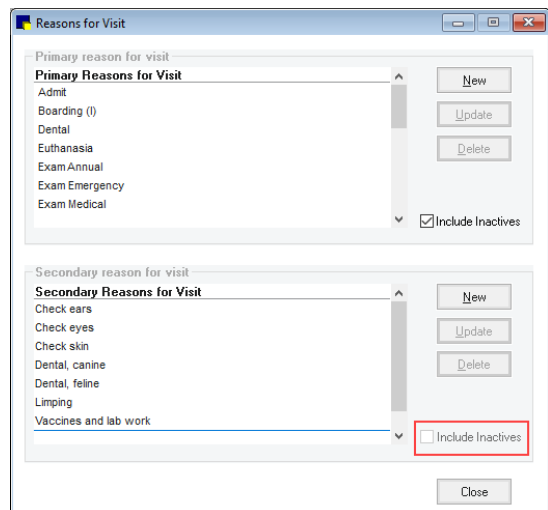 Reasons for Visit
Primary reason for visit
Primary Reasons for Visit
Admit
Boarding (I)
Dental
Euthanasia
Exam Annual
Exam Emergency
Exam Medical
New
Update
Delete
Include Inactives
Secondary reason for visit
Secondary Reasons for Visit
Check ears
Check eyes
Check skin
Dental, canine
Dental, feline
Limping
Vaccines and lab work
New
Update
Delete
Include Inactives
Close